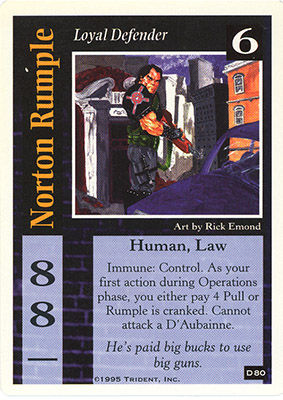 Norton Rumple
Loyal Defender
6
Art by Rick Emond
8
8
—
Human, Law
Immune: Control. As your
first action during Operations
phase, you either pay 4 Pull or
Rumple is cranked. Cannot
attack a D'Aubainne.
He's paid big bucks to use
big guns.
©1995 TRIDENT, INC.
D 80